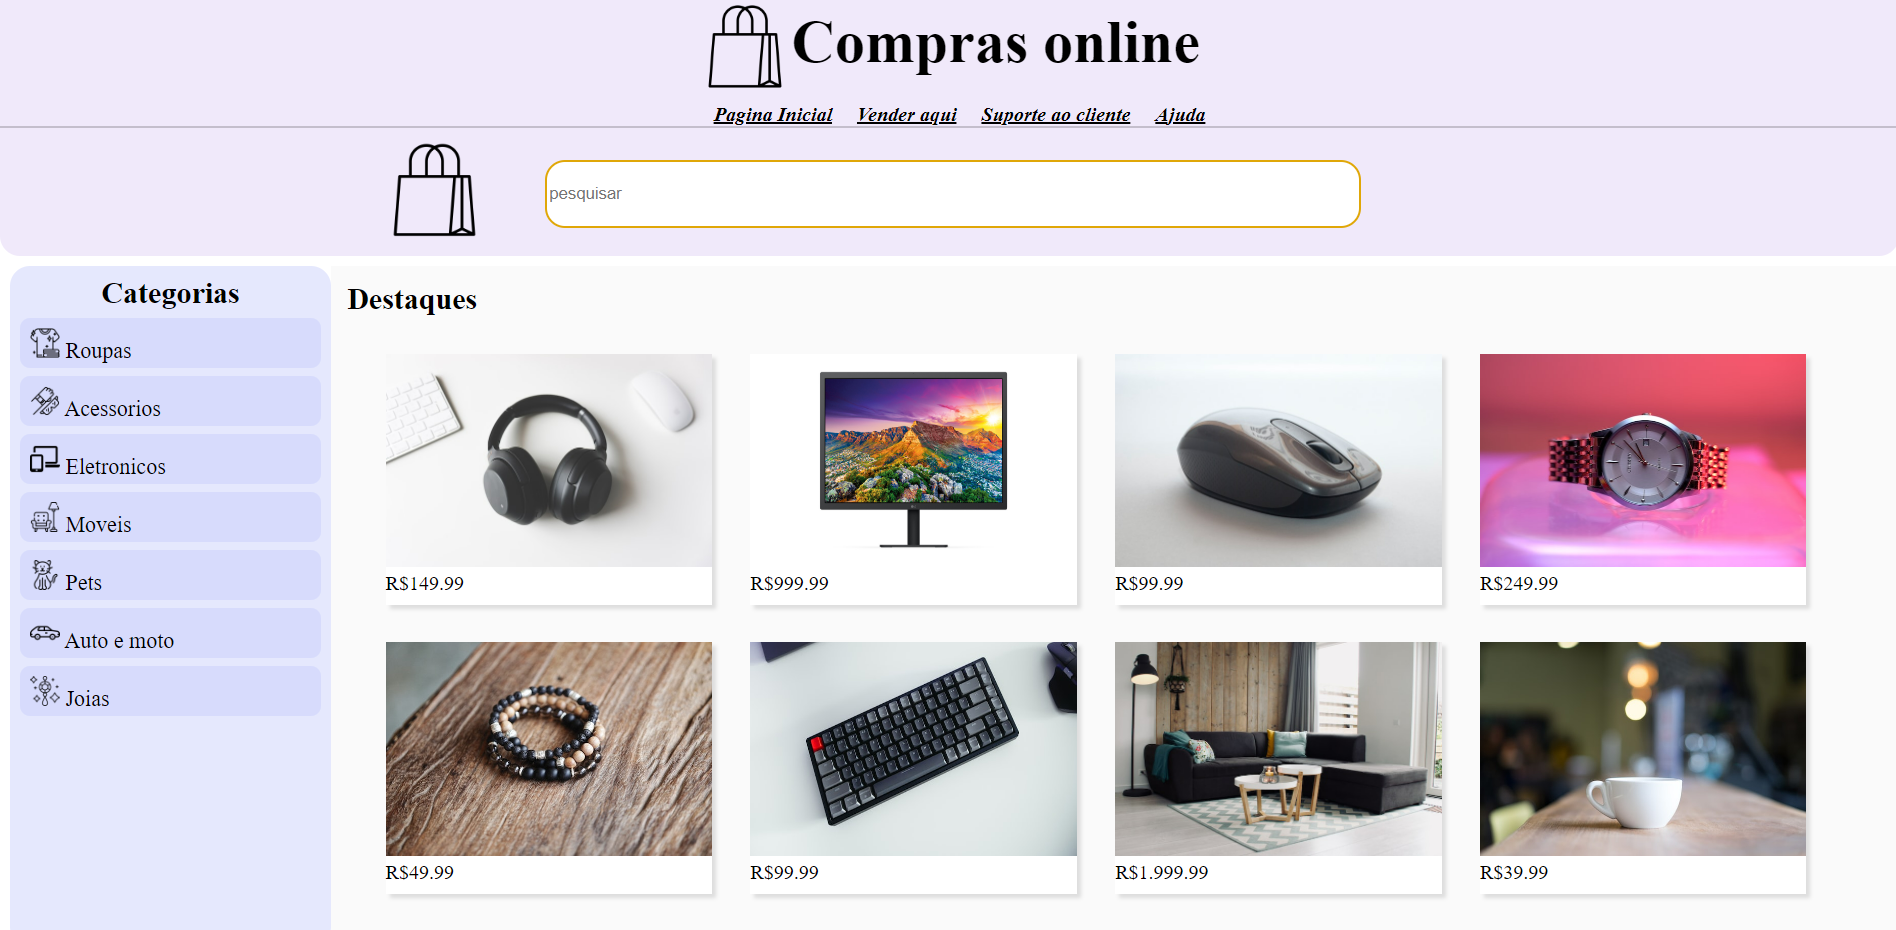 Compras online
Pagina Inicial Vender aqui Suporte ao cliente Ajuda
pesquisar
Categorias
Roupas
Acessorios
Eletronicos
Moveis
Pets
Auto e moto
Joias
Destaques
R$149.99 R$999.99 R$99.99 R$249.99
R$49.99 R$99.99 R$1.999.99 R$39.99